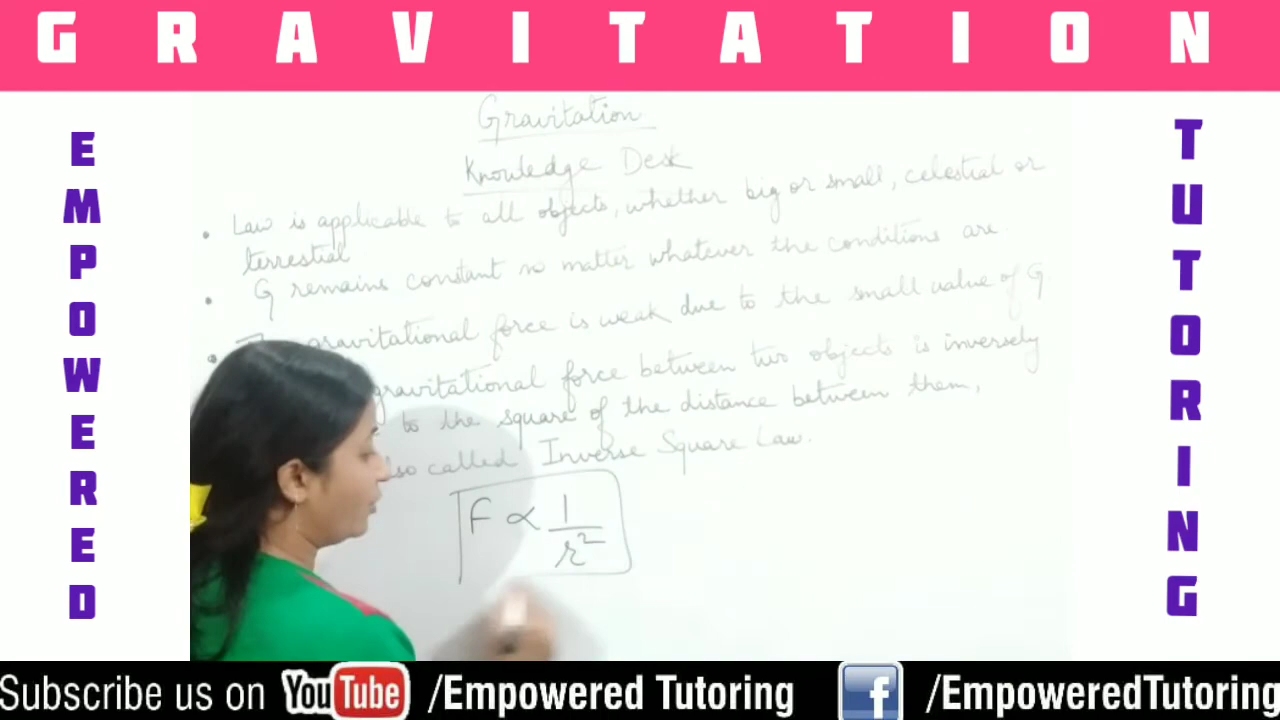 GRAVITATION
EMPOWERED
TUTORING
Gravitation
Knowledge Desk
• Law is applicable to all objects, whether big or small, celestial or
terrestial
• G remains constant no matter whatever the conditions are.
• gravitational force is weak due to the small value of G
gravitational force between two objects is inversely
to the square of the distance between them,
called Inverse Square Law.
F ∝ 1/r²
Subscribe us on YouTube /Empowered Tutoring f /EmpoweredTutoring